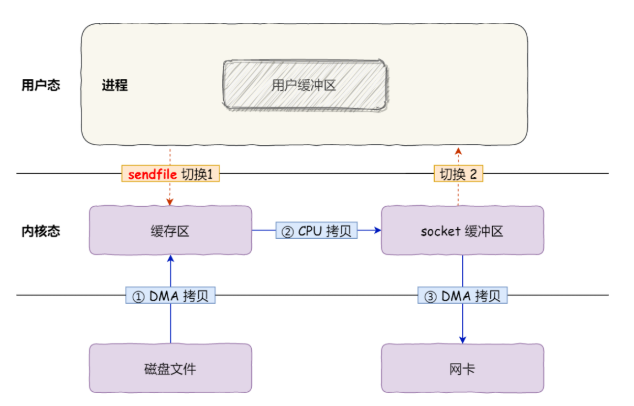 用户态
进程
用户缓冲区
sendfile 切换1
切换 2
内核态
缓存区
② CPU 拷贝
socket 缓冲区
① DMA 拷贝
③ DMA 拷贝
磁盘文件
网卡